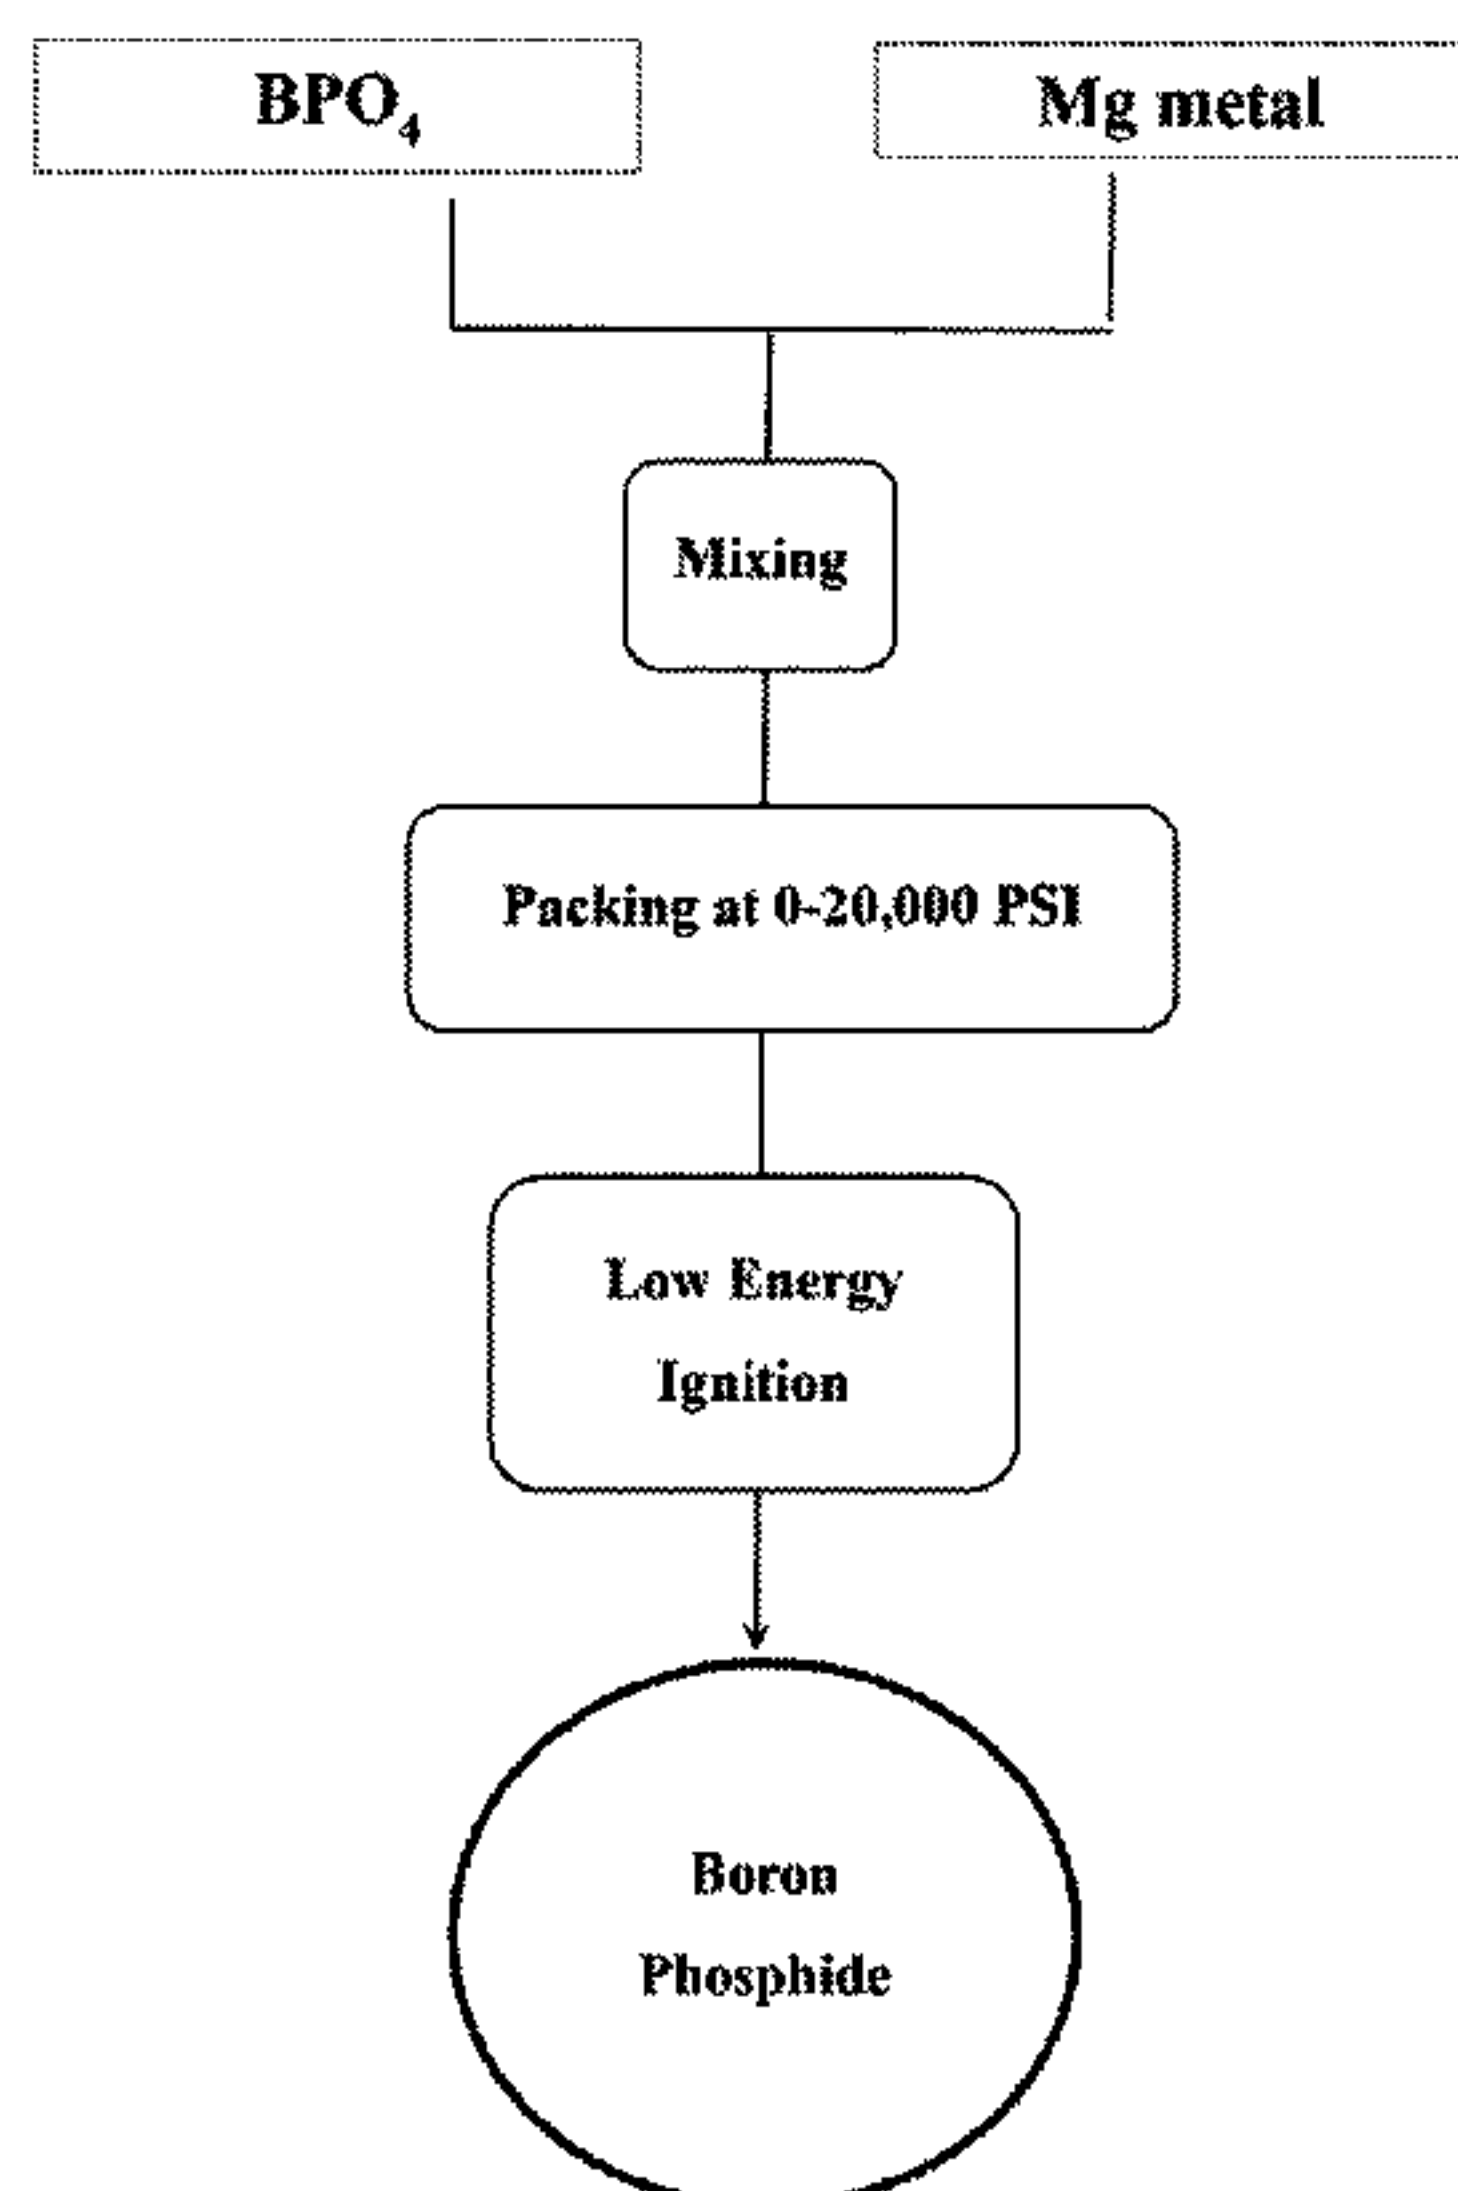 BPO₄
Mg metal
Mixing
Packing at 0-20,000 PSI
Low Energy
Ignition
Boron
Phosphide